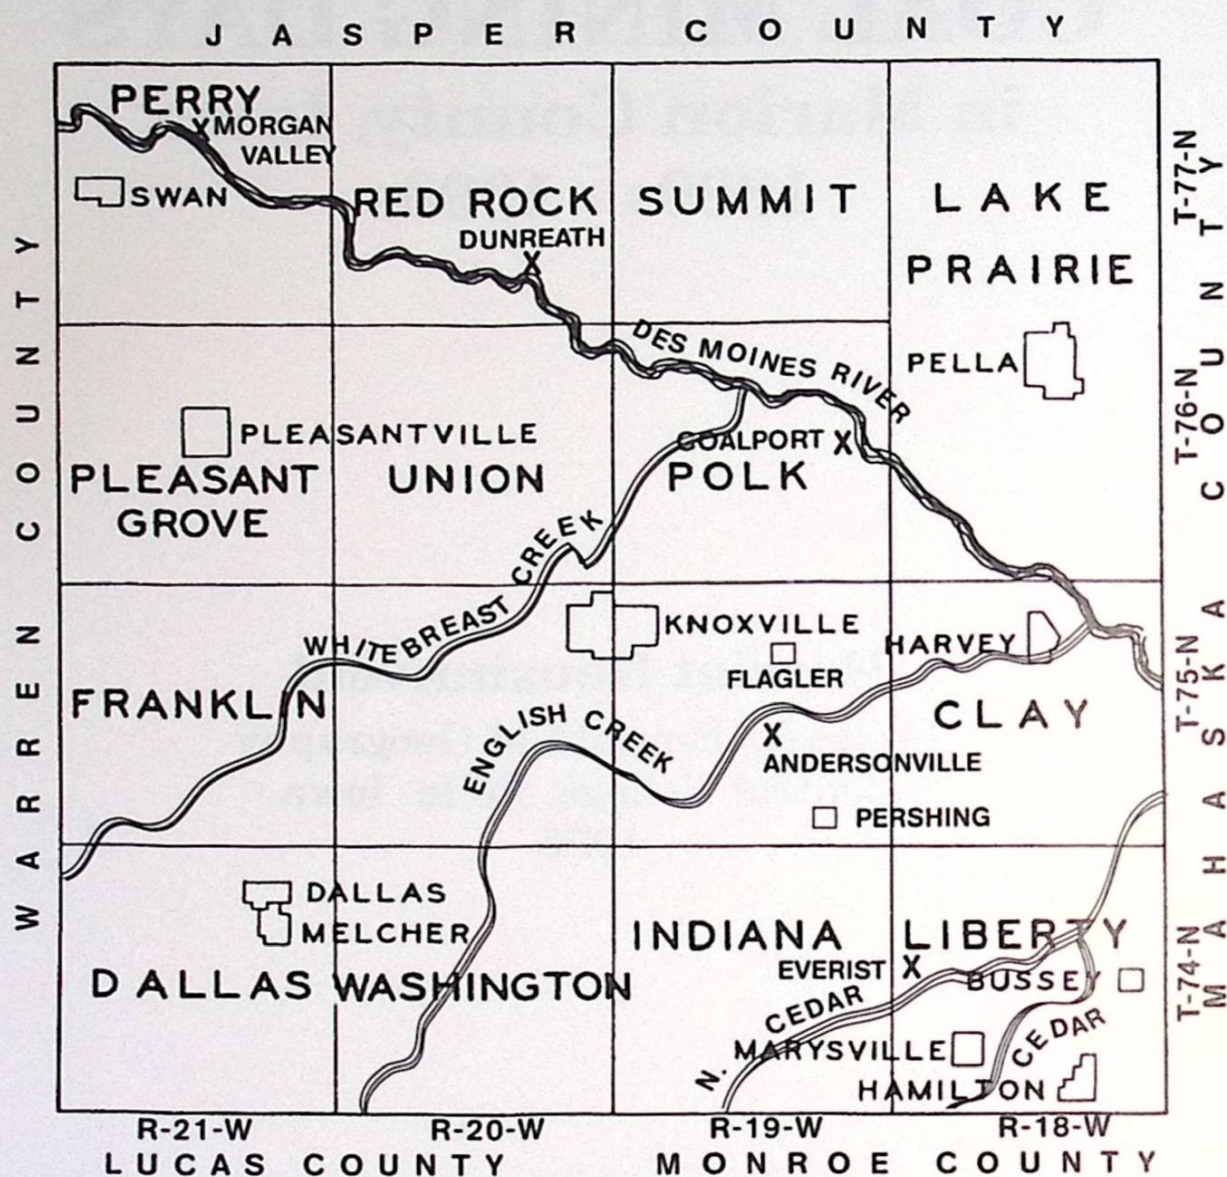 JASPER COUNTY
PERRY
MORGAN
VALLEY
SWAN
RED ROCK
DUNREATH
SUMMIT
LAKE
PRAIRIE
T-77-N
DES MOINES RIVER
PELLA
PLEASANTVILLE
PLEASANT
GROVE
UNION
COALPORT
POLK
T-76-N
WARREN COUNTY
MAHASKA COUNTY
WHITEBREAST CREEK
KNOXVILLE
FLAGLER
HARVEY
FRANKLIN
ENGLISH CREEK
CLAY
ANDERSONVILLE
PERSHING
T-75-N
DALLAS
MELCHER
DALLAS
WASHINGTON
INDIANA
LIBERTY
EVERIST
BUSSEY
N. CEDAR
CEDAR
MARYSVILLE
HAMILTON
T-74-N
R-21-W
R-20-W
R-19-W
R-18-W
LUCAS COUNTY
MONROE COUNTY
in Marion County, I